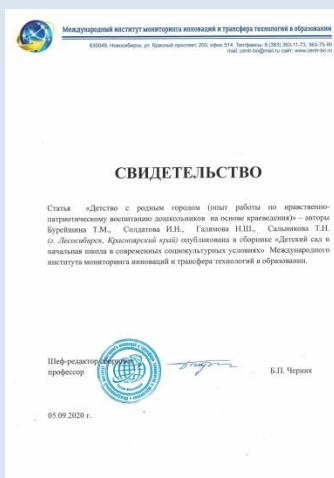 Международный институт мониторинга инноваций и трансфера технологий в образовании
630049, Новосибирск, ул. Красный проспект, 200, офис 514. Тел/факсы: 8 (383) 363-11-73, 363-75-90
mail: centr-bo@mail.ru сайт: www.centr-bo.ru
СВИДЕТЕЛЬСТВО
Статья «Детство с родным городом (опыт работы по нравственно-
патриотическому воспитанию дошкольников на основе краеведения)» – авторы
Бурейшина Т.М., Солдатова И.Н., Галямова Н.Ш., Сальникова Т.Н.
(г. Лесосибирск, Красноярский край) опубликована в сборнике «Детский сад и
начальная школа в современных социокультурных условиях» Международного
института мониторинга инноваций и трансфера технологий в образовании.
Шеф-редактор
профессор
Б.П. Черник
05.09.2020 г.